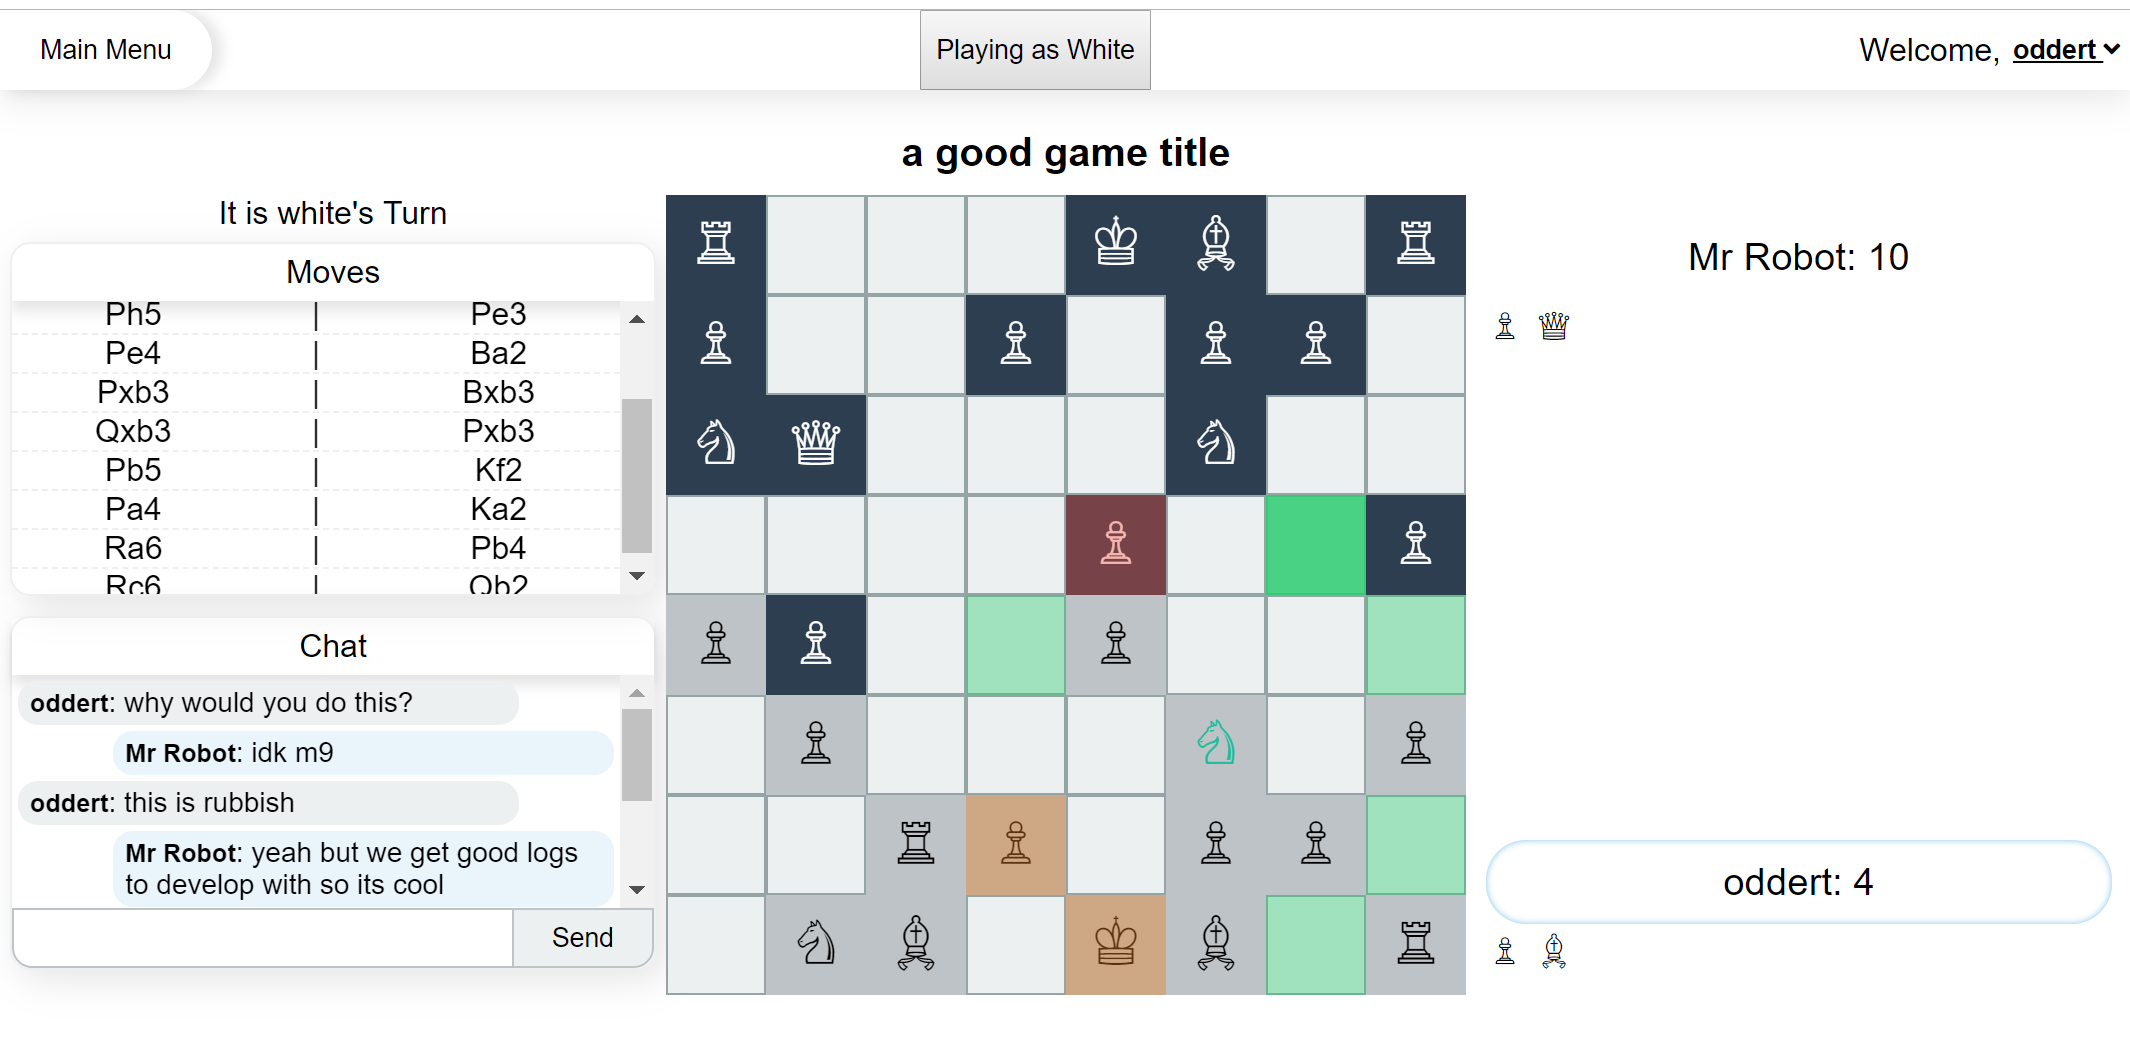 Main Menu
Playing as White
Welcome, oddert
a good game title
It is white's Turn
Moves
Ph5 | Pe3
Pe4 | Ba2
Pxb3 | Bxb3
Qxb3 | Pxb3
Pb5 | Kf2
Pa4 | Ka2
Ra6 | Pb4
Rc6 | Qb2
Chat
oddert: why would you do this?
Mr Robot: idk m9
oddert: this is rubbish
Mr Robot: yeah but we get good logs
to develop with so its cool
Send
Mr Robot: 10
oddert: 4